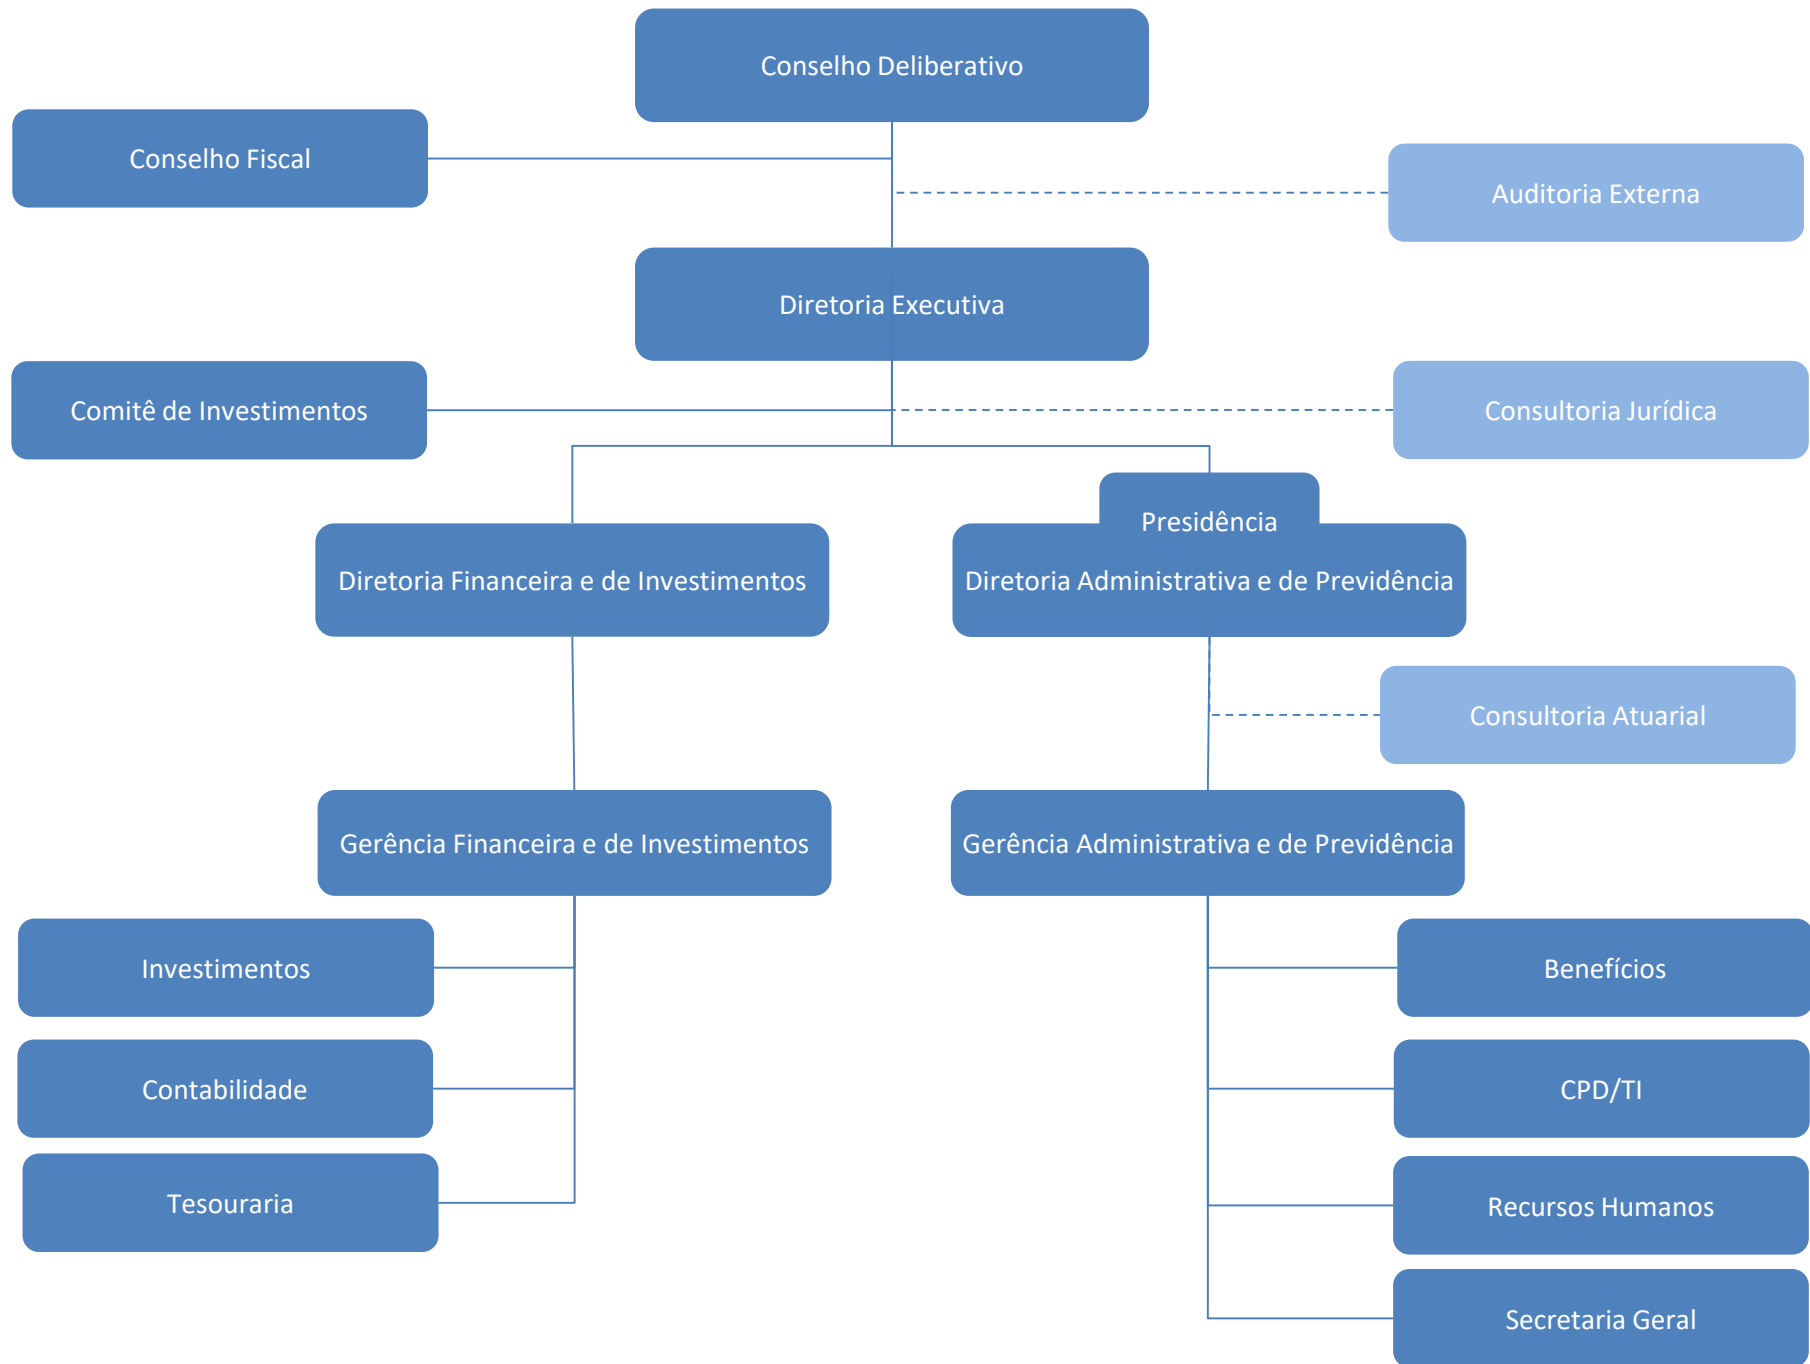 Conselho Deliberativo
Conselho Fiscal
Auditoria Externa
Diretoria Executiva
Comitê de Investimentos
Consultoria Jurídica
Presidência
Diretoria Financeira e de Investimentos
Diretoria Administrativa e de Previdência
Consultoria Atuarial
Gerência Financeira e de Investimentos
Gerência Administrativa e de Previdência
Investimentos
Benefícios
Contabilidade
CPD/TI
Tesouraria
Recursos Humanos
Secretaria Geral